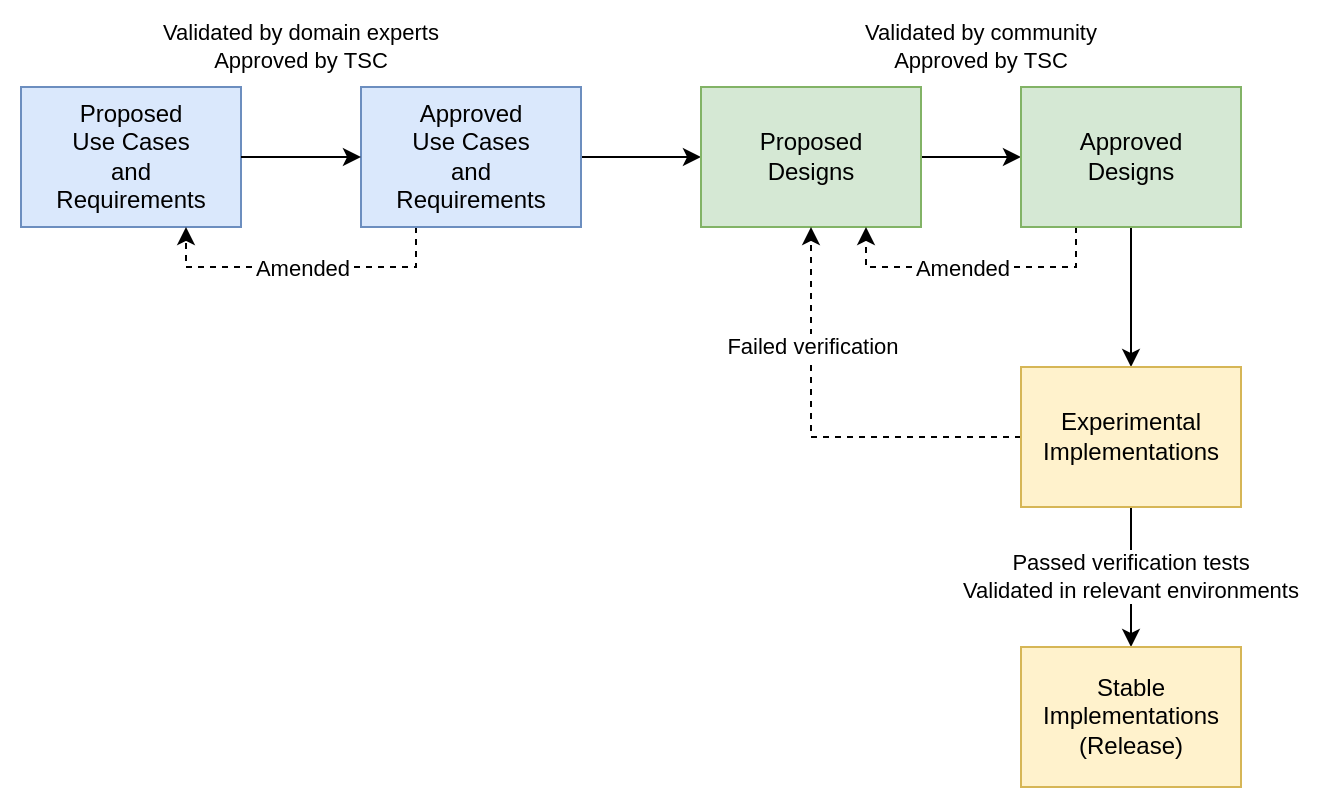 Validated by domain experts
Approved by TSC
Validated by community
Approved by TSC
Proposed
Use Cases
and
Requirements
Approved
Use Cases
and
Requirements
Proposed
Designs
Approved
Designs
Amended
Amended
Failed verification
Experimental
Implementations
Passed verification tests
Validated in relevant environments
Stable
Implementations
(Release)